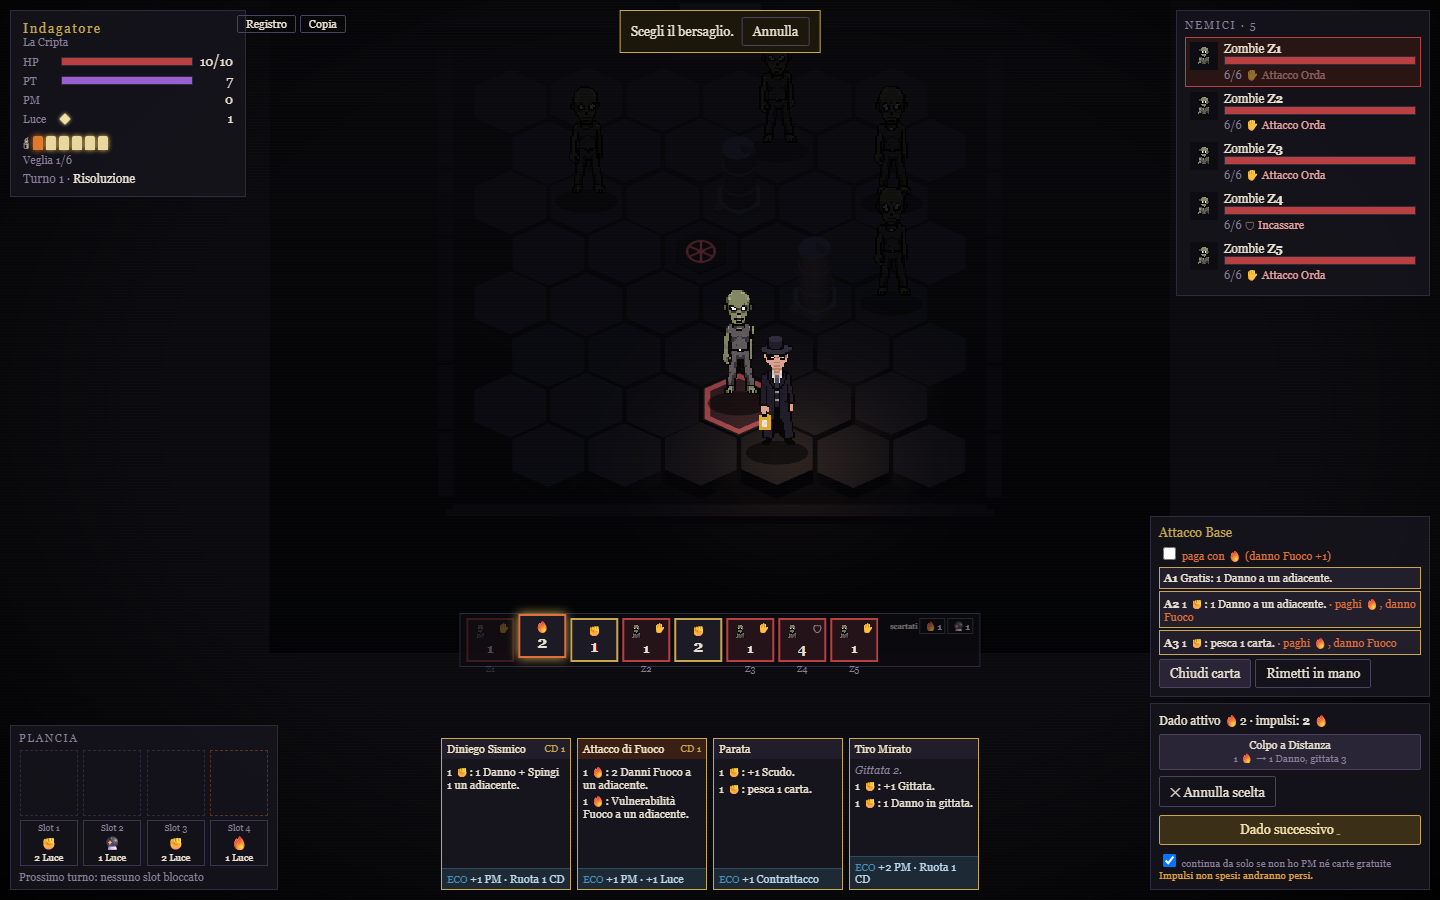 Indagatore
La Cripta
HP 10/10
PT 7
PM 0
Luce 1
Veglia 1/6
Turno 1 · Risoluzione
Registro
Copia
Scegli il bersaglio. Annulla
NEMICI · 5
Zombie Z1
6/6 Attacco Orda
Zombie Z2
6/6 Attacco Orda
Zombie Z3
6/6 Attacco Orda
Zombie Z4
6/6 Incassare
Zombie Z5
6/6 Attacco Orda
1 2 1 1 2 1 4 1 scartati 1 1
Z1 Z2 Z3 Z4 Z5
Attacco Base
paga con (danno Fuoco +1)
A1 Gratis: 1 Danno a un adiacente.
A2 1 : 1 Danno a un adiacente. · paghi , danno
Fuoco
A3 1 : pesca 1 carta. · paghi , danno Fuoco
Chiudi carta
Rimetti in mano
Dado attivo 2 · impulsi: 2
Colpo a Distanza
1 → 1 Danno, gittata 3
× Annulla scelta
Dado successivo
continua da solo se non ho PM né carte gratuite
Impulsi non spesi: andranno persi.
PLANCIA
Slot 1
2 Luce
Slot 2
1 Luce
Slot 3
2 Luce
Slot 4
1 Luce
Prossimo turno: nessuno slot bloccato
Diniego Sismico CD 1
1 : 1 Danno + Spingi
1 un adiacente.
ECO +1 PM · Ruota 1 CD
Attacco di Fuoco CD 1
1 : 2 Danni Fuoco a
un adiacente.
1 : Vulnerabilità
Fuoco a un adiacente.
ECO +1 PM · +1 Luce
Parata
1 : +1 Scudo.
1 : pesca 1 carta.
ECO +1 Contrattacco
Tiro Mirato
Gittata 2.
1 : +1 Gittata.
1 : 1 Danno in gittata.
ECO +2 PM · Ruota 1
CD